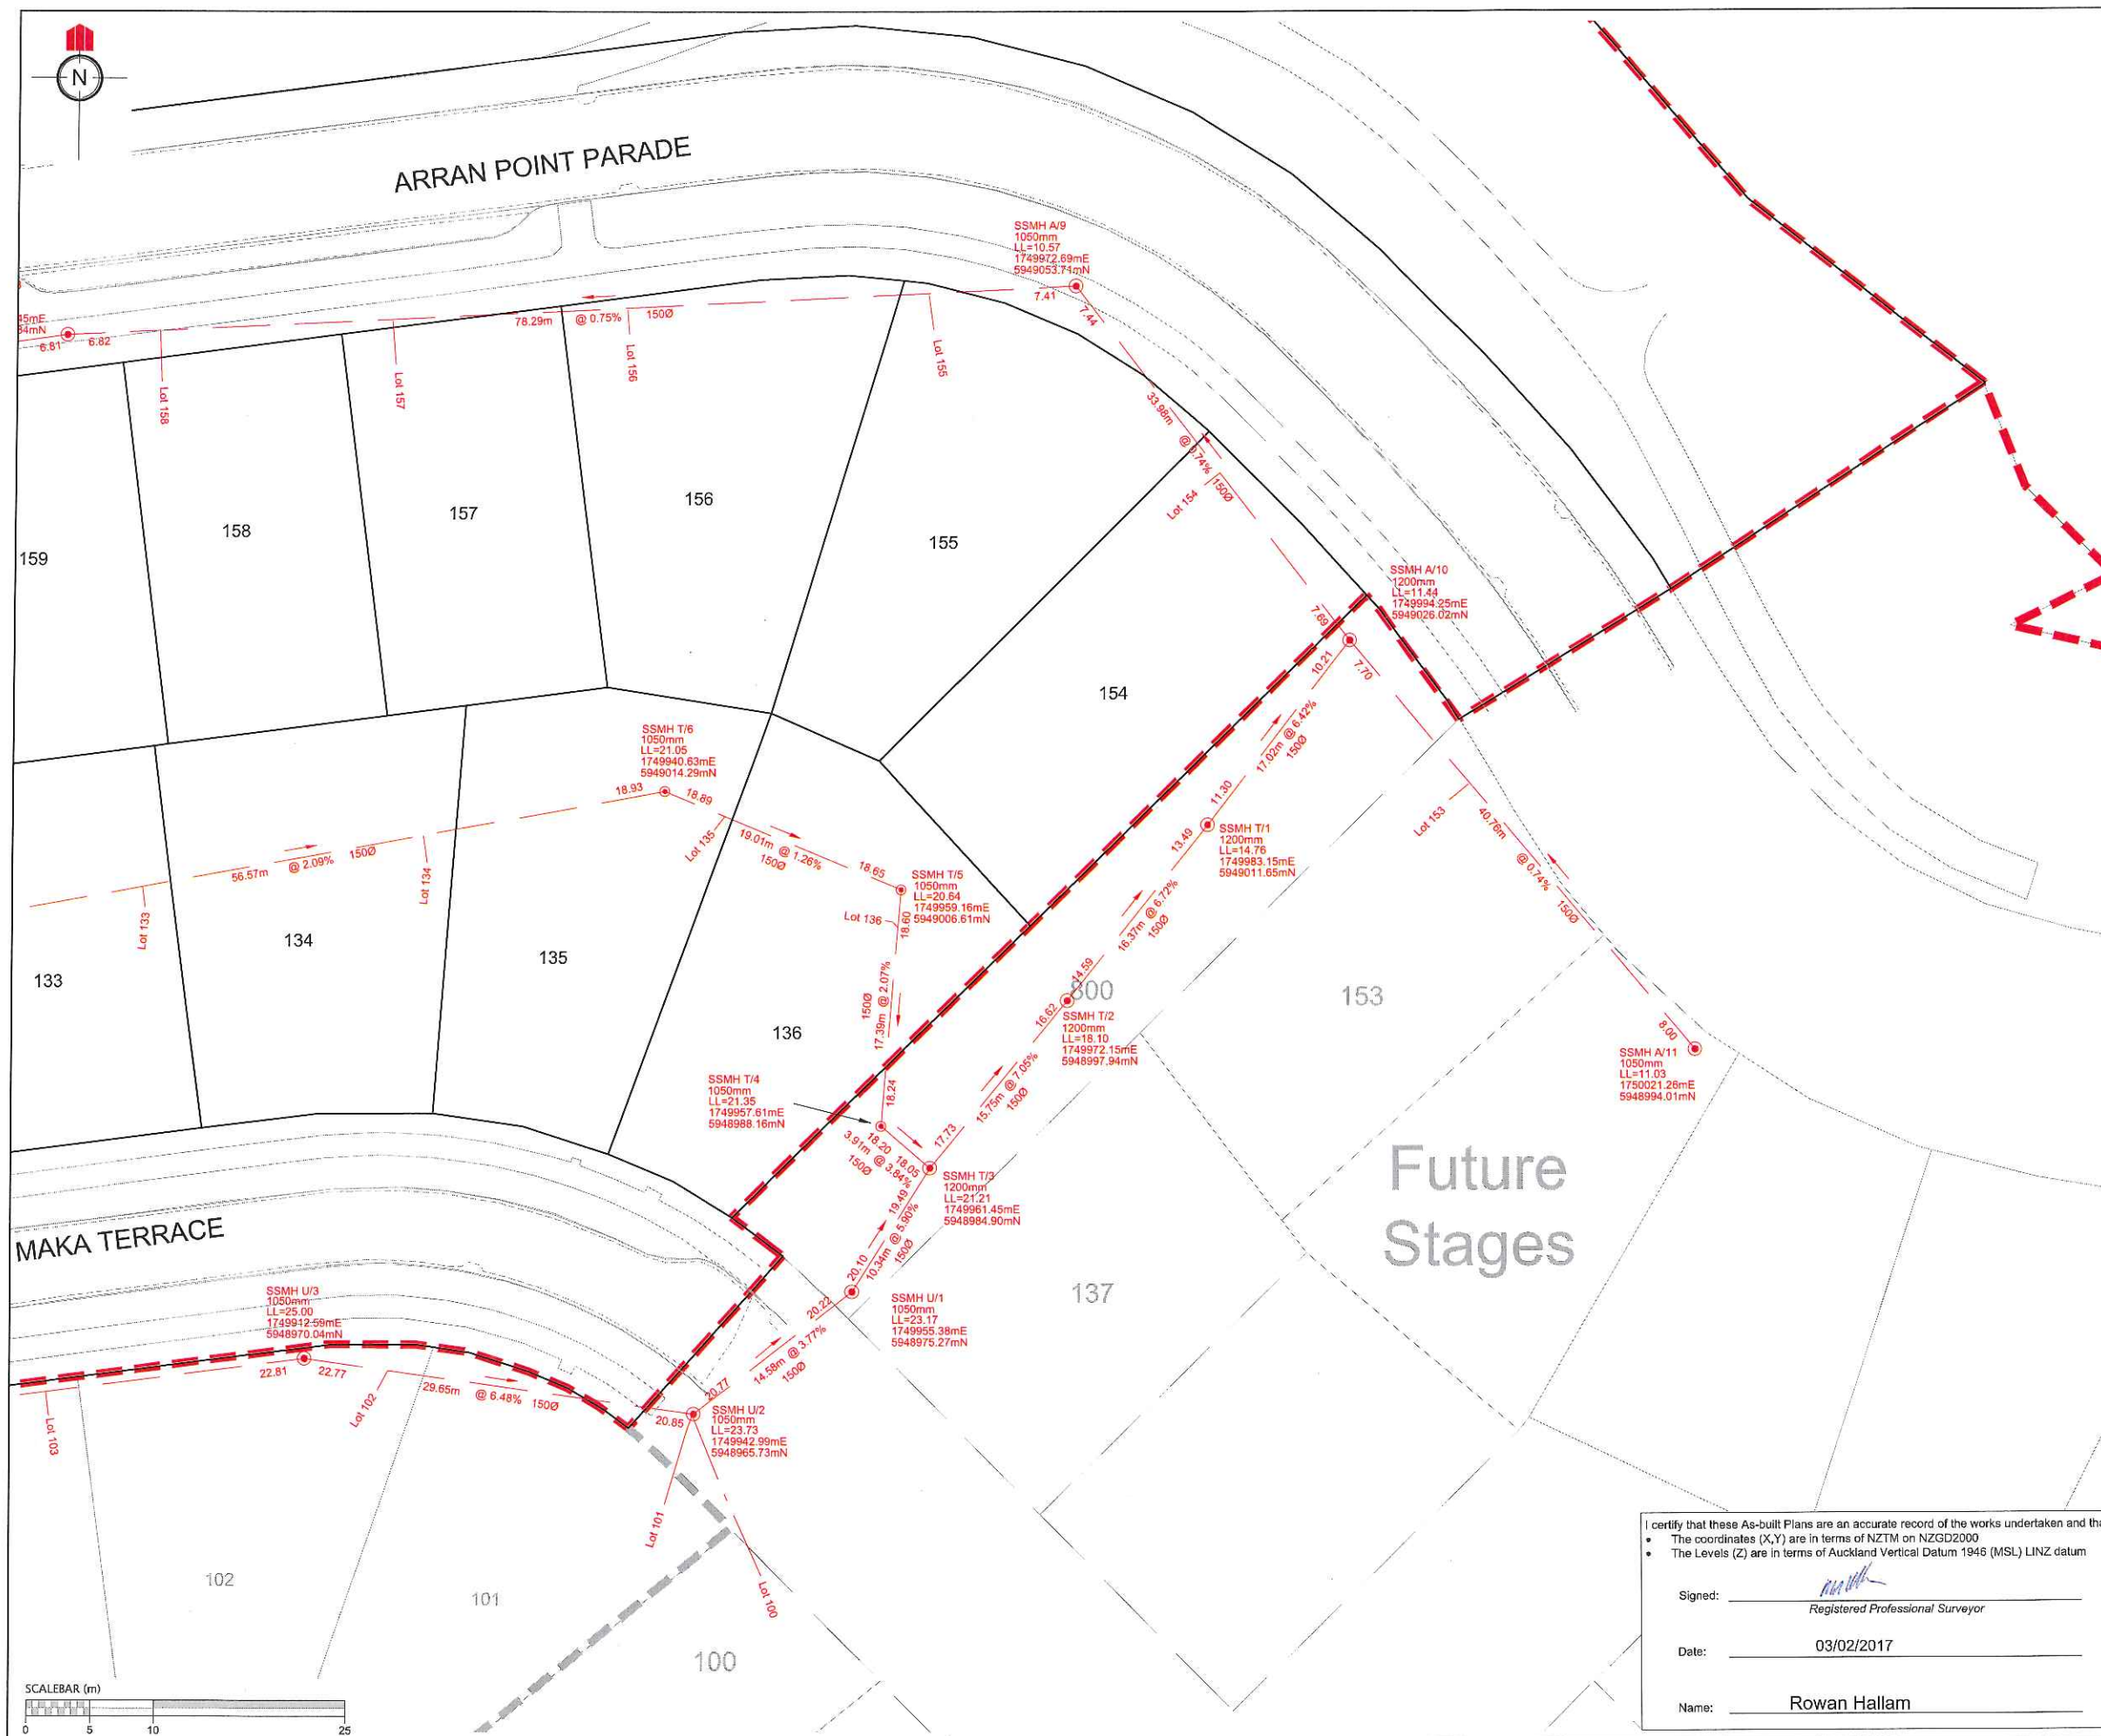 N
ARRAN POINT PARADE
SSMH A/9
1050mm
LL=10.57
1749972.69mE
5949053.71mN
7.41
7.44
45mE
54mN
6.81
6.82
78.29m @ 0.75% 150Ø
Lot 158
Lot 157
Lot 156
Lot 155
33.98m @ 0.74% 150Ø
Lot 154
159
158
157
156
155
154
SSMH A/10
1200mm
LL=11.44
1749994.25mE
5949026.02mN
7.69
10.21
7.70
17.02m @ 6.42%
150Ø
11.30
SSMH T/6
1050mm
LL=21.05
1749940.63mE
5949014.29mN
18.93
18.89
Lot 135
19.01m @ 1.26%
150Ø
18.65
SSMH T/5
1050mm
LL=20.64
1749959.16mE
5949006.61mN
Lot 136
18.60
56.57m @ 2.09% 150Ø
Lot 133
Lot 134
13.49
SSMH T/1
1200mm
LL=14.76
1749983.15mE
5949011.65mN
16.37m @ 6.72%
150Ø
Lot 153
40.76m @ 0.74% 150Ø
133
134
135
136
17.39m @ 2.07%
150Ø
14.59
800
16.62
SSMH T/2
1200mm
LL=18.10
1749972.15mE
5948997.94mN
153
8.00
SSMH A/11
1050mm
LL=11.03
1750021.26mE
5948994.01mN
SSMH T/4
1050mm
LL=21.35
1749957.61mE
5948988.16mN
18.24
18.20
18.05
3.91m @ 3.84%
150Ø
15.75m @ 7.05%
150Ø
17.73
SSMH T/3
1200mm
LL=21.21
1749961.45mE
5948984.90mN
19.49
10.34m @ 5.90%
150Ø
20.10
Future
Stages
MAKA TERRACE
137
SSMH U/3
1050mm
LL=25.00
1749912.59mE
5948970.04mN
22.81
22.77
20.22
SSMH U/1
1050mm
LL=23.17
1749955.38mE
5948975.27mN
14.58m @ 3.77%
150Ø
20.77
Lot 103
Lot 102
29.65m @ 6.48% 150Ø
20.85
SSMH U/2
1050mm
LL=23.73
1749942.99mE
5948965.73mN
Lot 101
Lot 100
102
101
100
SCALEBAR (m)
0 5 10 25
I certify that these As-built Plans are an accurate record of the works undertaken and tha
• The coordinates (X,Y) are in terms of NZTM on NZGD2000
• The Levels (Z) are in terms of Auckland Vertical Datum 1946 (MSL) LINZ datum
Signed:
Registered Professional Surveyor
Date: 03/02/2017
Name: Rowan Hallam